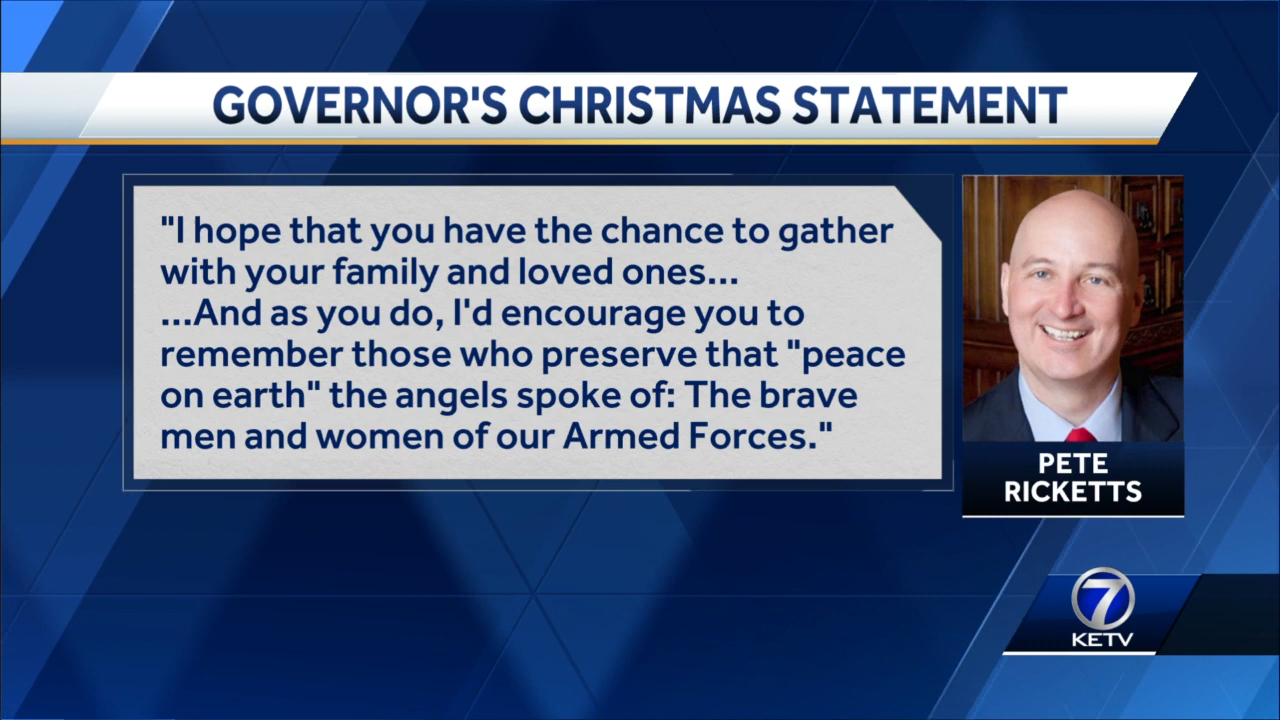 GOVERNOR'S CHRISTMAS STATEMENT
"I hope that you have the chance to gather
with your family and loved ones...
...And as you do, I'd encourage you to
remember those who preserve that "peace
on earth" the angels spoke of: The brave
men and women of our Armed Forces."
PETE
RICKETTS
7
KETV